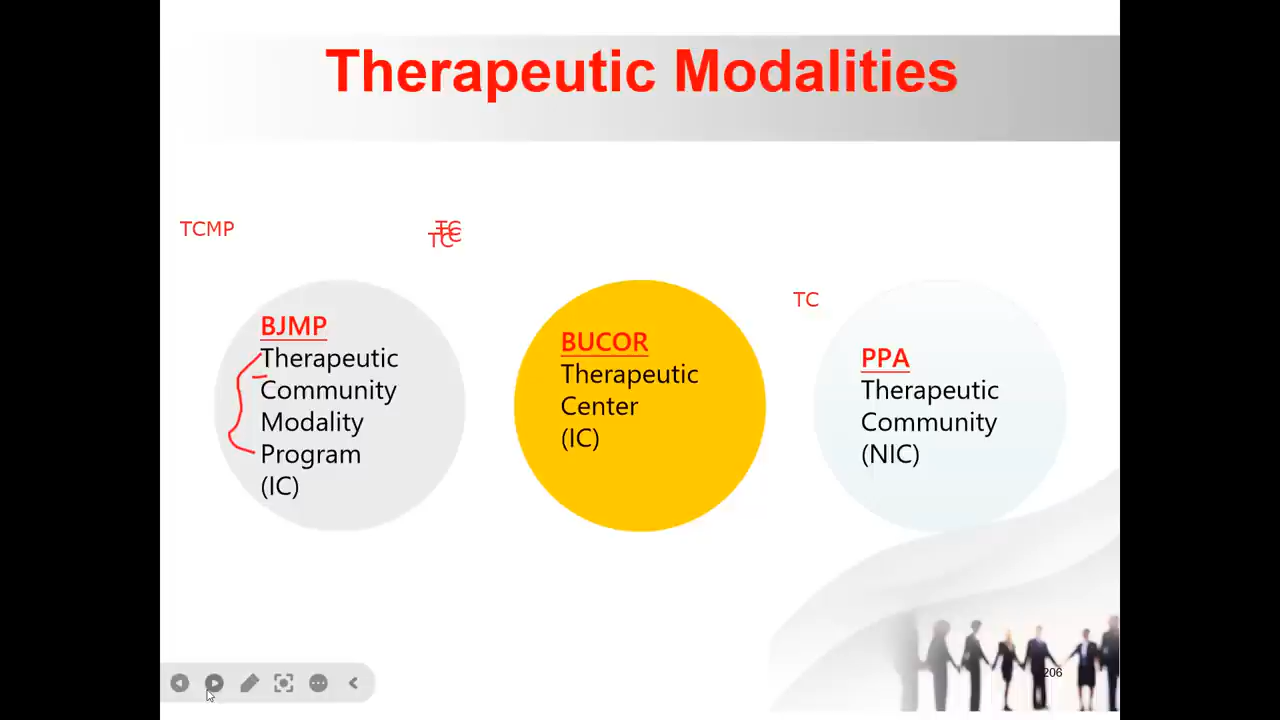 Therapeutic Modalities
TCMP
TC
TC
TC
TC
BJMP
Therapeutic
Community
Modality
Program
(IC)
BUCOR
Therapeutic
Center
(IC)
PPA
Therapeutic
Community
(NIC)
206